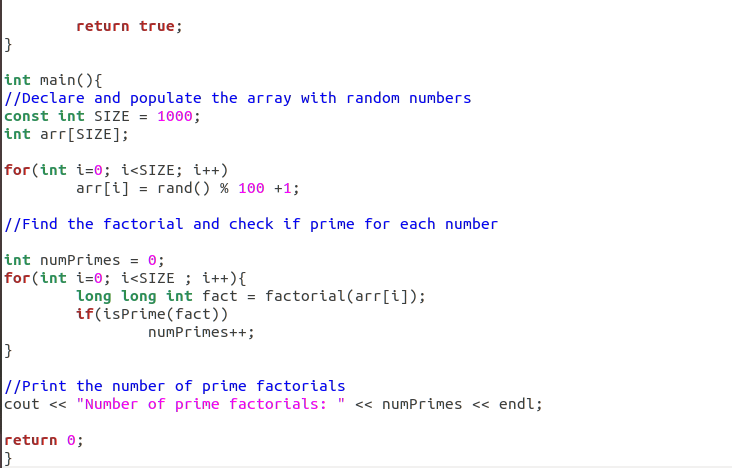 return true;
}
int main(){
//Declare and populate the array with random numbers
const int SIZE = 1000;
int arr[SIZE];
for(int i=0; i<SIZE; i++)
arr[i] = rand() % 100 +1;
//Find the factorial and check if prime for each number
int numPrimes = 0;
for(int i=0; i<SIZE ; i++){
long long int fact = factorial(arr[i]);
if(isPrime(fact))
numPrimes++;
}
//Print the number of prime factorials
cout << "Number of prime factorials: " << numPrimes << endl;
return 0;
}